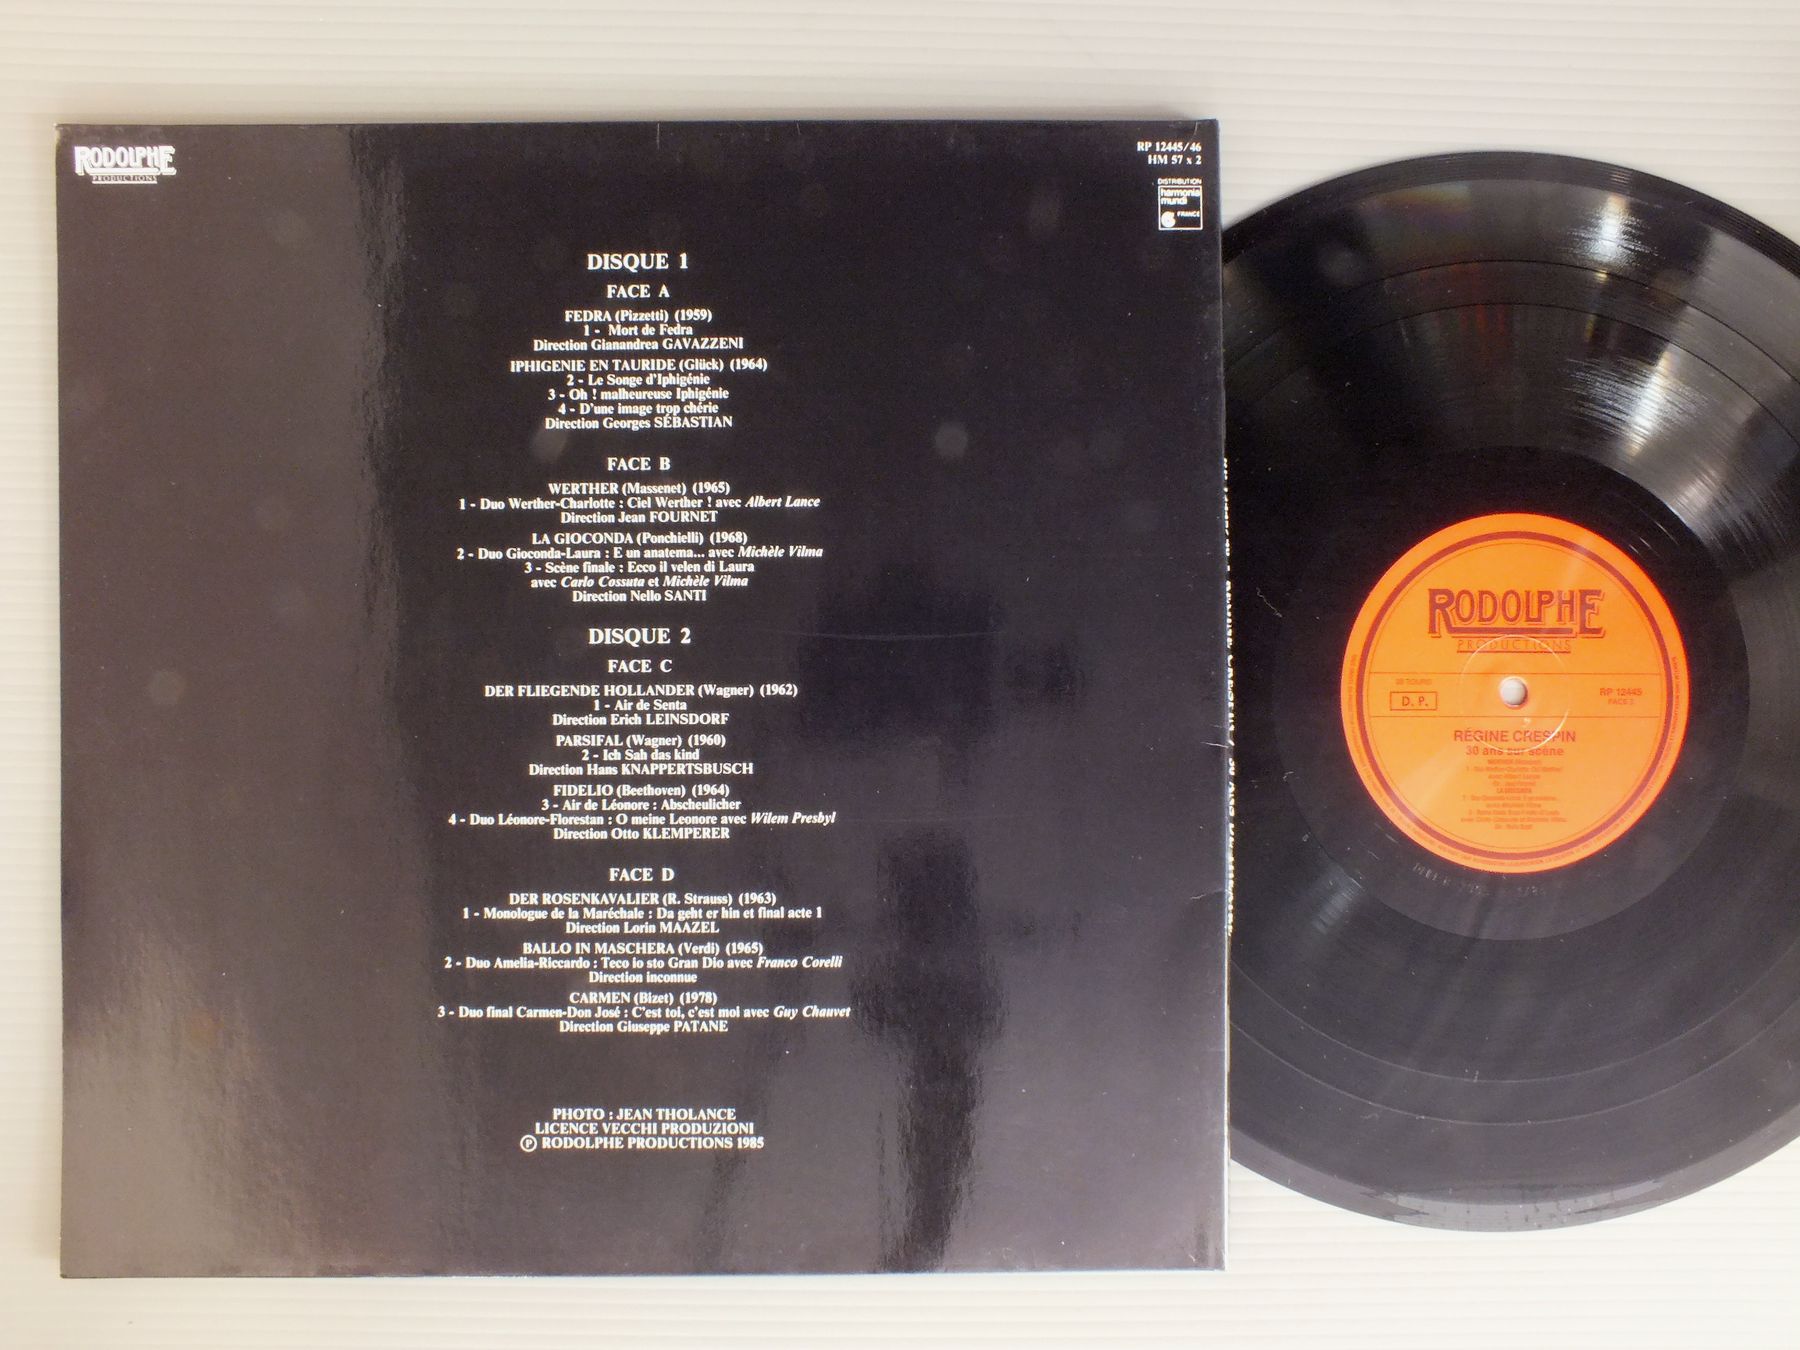 RODOLPHE
PRODUCTIONS
RP 12445/46
HM 57 x 2
DISTRIBUTION
harmonia
mundi
FRANCE
DISQUE 1
FACE A
FEDRA (Pizzetti) (1959)
1 - Mort de Fedra
Direction Gianandrea GAVAZZENI
IPHIGENIE EN TAURIDE (Glück) (1964)
2 - Le Songe d'Iphigénie
3 - Oh ! malheureuse Iphigénie
4 - D'une image trop chérie
Direction Georges SÉBASTIAN
FACE B
WERTHER (Massenet) (1965)
1 - Duo Werther-Charlotte : Ciel Werther ! avec Albert Lance
Direction Jean FOURNET
LA GIOCONDA (Ponchielli) (1968)
2 - Duo Gioconda-Laura : E un anatema... avec Michèle Vilma
3 - Scène finale : Ecco il velen di Laura
avec Carlo Cossuta et Michèle Vilma
Direction Nello SANTI
DISQUE 2
FACE C
DER FLIEGENDE HOLLANDER (Wagner) (1962)
1 - Air de Senta
Direction Erich LEINSDORF
PARSIFAL (Wagner) (1960)
2 - Ich Sah das kind
Direction Hans KNAPPERTSBUSCH
FIDELIO (Beethoven) (1964)
3 - Air de Léonore : Abscheulicher
4 - Duo Léonore-Florestan : O meine Leonore avec Wilem Presbyl
Direction Otto KLEMPERER
FACE D
DER ROSENKAVALIER (R. Strauss) (1963)
1 - Monologue de la Maréchale : Da geht er hin et final acte 1
Direction Lorin MAAZEL
BALLO IN MASCHERA (Verdi) (1965)
2 - Duo Amelia-Riccardo : Teco io sto Gran Dio avec Franco Corelli
Direction inconnue
CARMEN (Bizet) (1978)
3 - Duo final Carmen-Don José : C'est toi, c'est moi avec Guy Chauvet
Direction Giuseppe PATANE
PHOTO : JEAN THOLANCE
LICENCE VECCHI PRODUZIONI
Ⓟ RODOLPHE PRODUCTIONS 1985
RODOLPHE
PRODUCTIONS
33 TOURS
D. P.
RP 12445
FACE
RÉGINE CRESPIN
30 ans sur scène
WERTHER (Massenet)
LA GIOCONDA